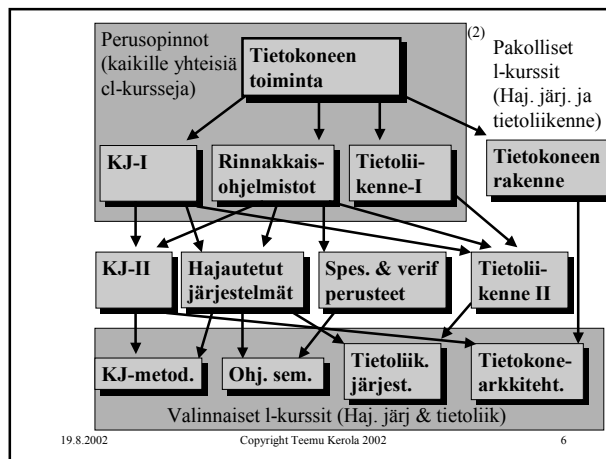 Perusopinnot
(kaikille yhteisiä
cl-kursseja)
Tietokoneen
toiminta
(2)
Pakolliset
l-kurssit
(Haj. järj. ja
tietoliikenne)
KJ-I
Rinnakkais-
ohjelmistot
Tietolii-
kenne-I
Tietokoneen
rakenne
KJ-II
Hajautetut
järjestelmät
Spes. & verif
perusteet
Tietolii-
kenne II
KJ-metod.
Ohj. sem.
Tietoliik.
järjest.
Tietokone-
arkkiteht.
Valinnaiset l-kurssit (Haj. järj & tietoliik)
19.8.2002
Copyright Teemu Kerola 2002
6